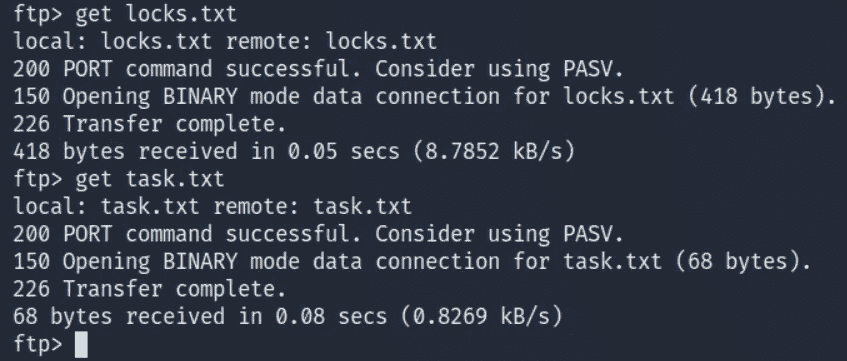 ftp> get locks.txt
local: locks.txt remote: locks.txt
200 PORT command successful. Consider using PASV.
150 Opening BINARY mode data connection for locks.txt (418 bytes).
226 Transfer complete.
418 bytes received in 0.05 secs (8.7852 kB/s)
ftp> get task.txt
local: task.txt remote: task.txt
200 PORT command successful. Consider using PASV.
150 Opening BINARY mode data connection for task.txt (68 bytes).
226 Transfer complete.
68 bytes received in 0.08 secs (0.8269 kB/s)
ftp>